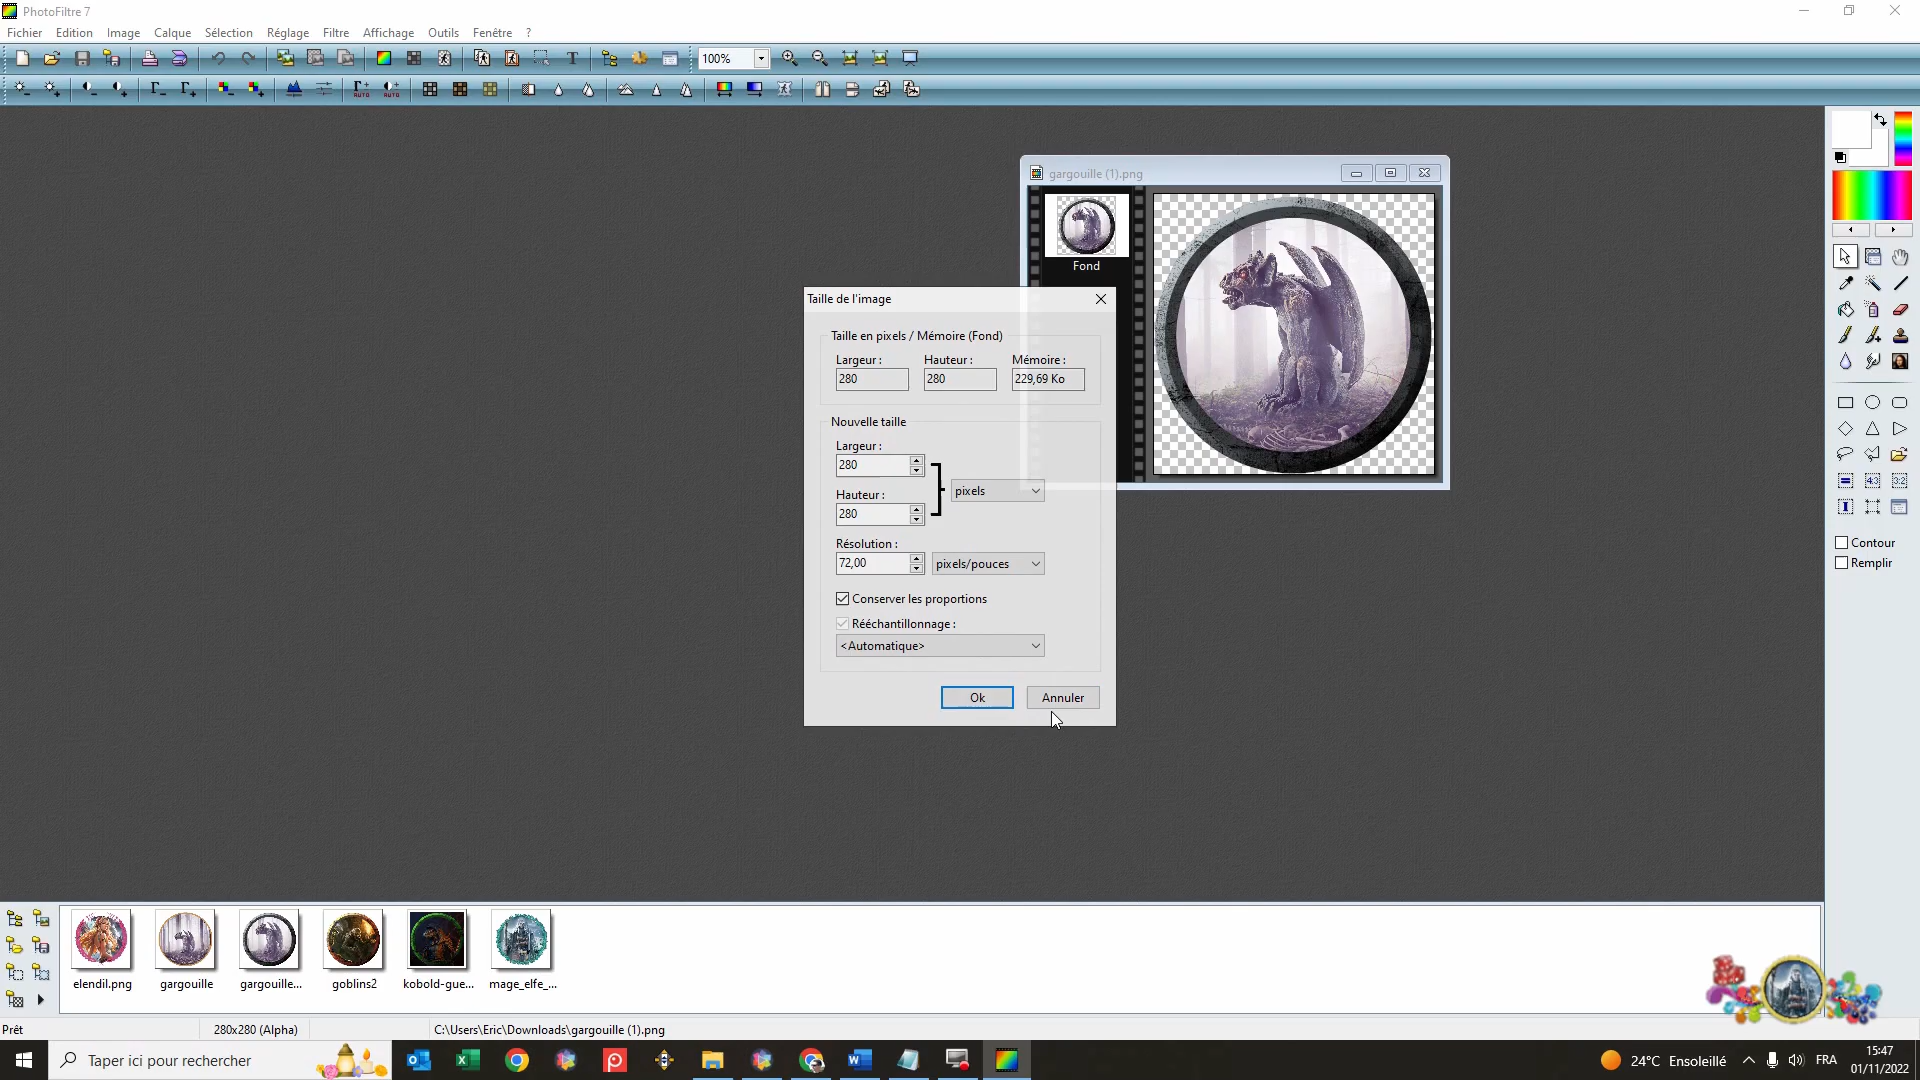 PhotoFiltre 7
Fichier Edition Image Calque Sélection Réglage Filtre Affichage Outils Fenêtre ?
100%
gargouille (1).png
Fond
Taille de l'image
Taille en pixels / Mémoire (Fond)
Largeur : Hauteur : Mémoire :
280 280 229,69 Ko
Nouvelle taille
Largeur :
280
pixels
Hauteur :
280
Résolution :
72,00 pixels/pouces
Conserver les proportions
Rééchantillonnage :
<Automatique>
Ok Annuler
Contour
Remplir
elendil.png gargouille gargouille... goblins2 kobold-gue... mage_elfe_...
Prêt 280x280 (Alpha) C:\Users\Eric\Downloads\gargouille (1).png
Taper ici pour rechercher
24°C Ensoleillé FRA 15:47
01/11/2022